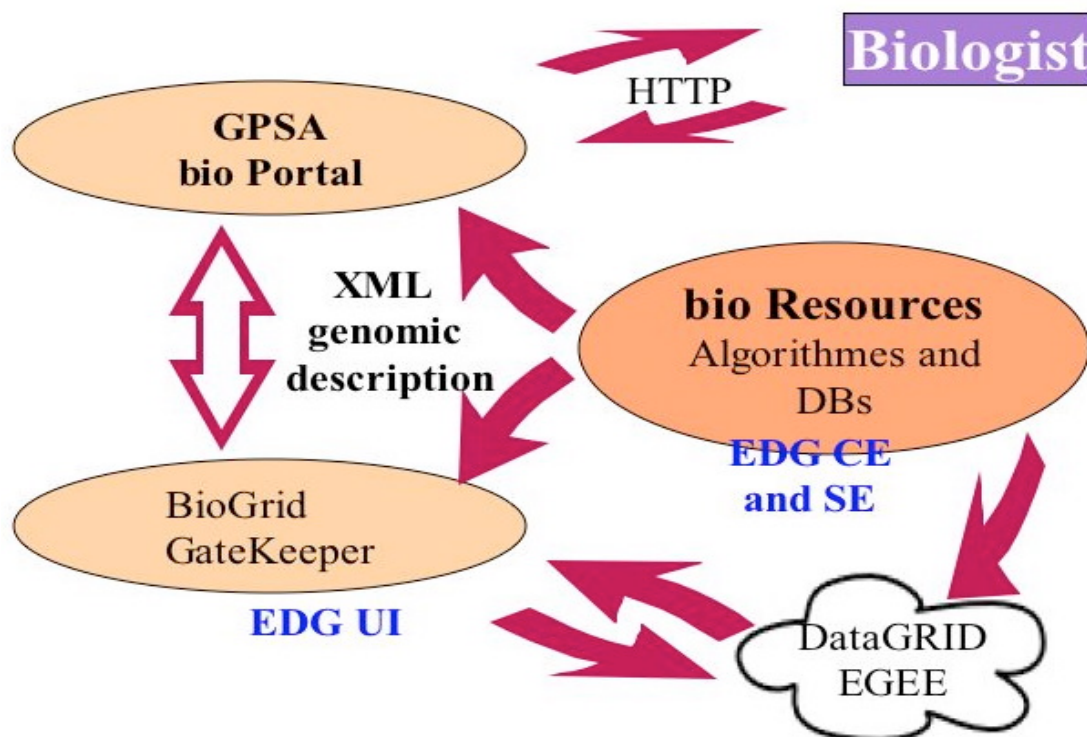 Biologist
HTTP
GPSA
bio Portal
XML
genomic
description
bio Resources
Algorithmes and
DBs
EDG CE
and SE
BioGrid
GateKeeper
EDG UI
DataGRID
EGEE